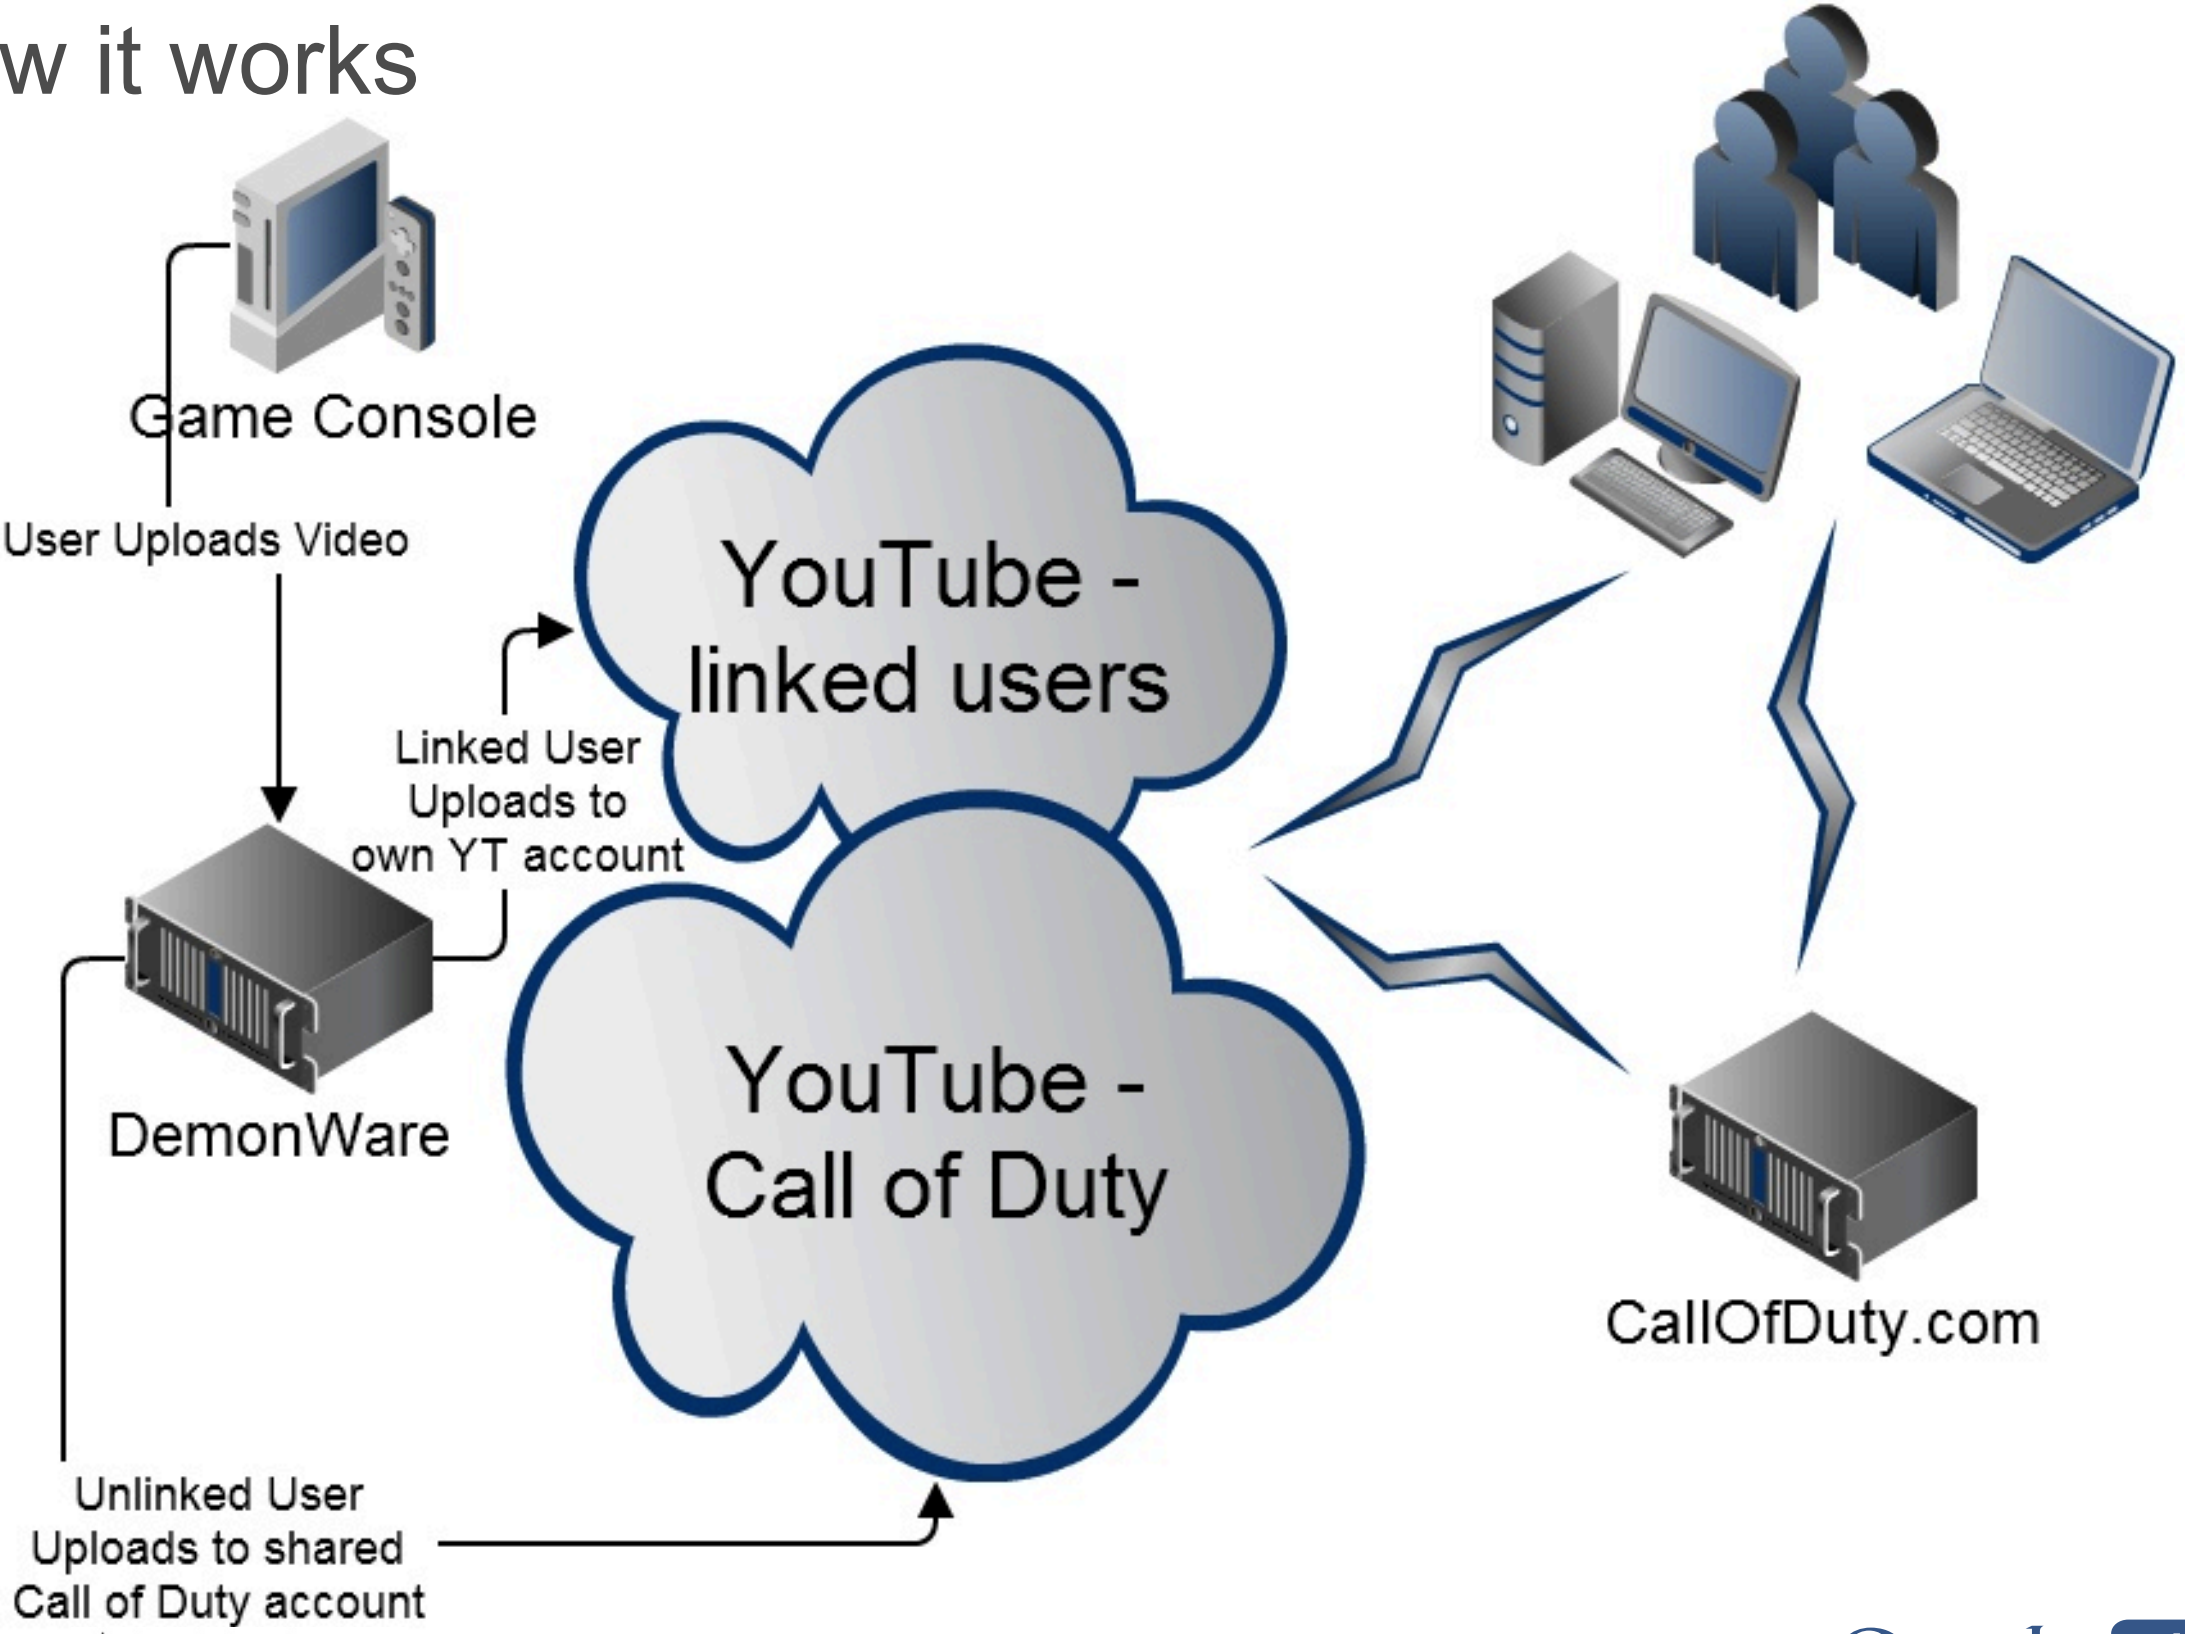 w it works
Game Console
User Uploads Video
YouTube -
linked users
Linked User
Uploads to
own YT account
DemonWare
YouTube -
Call of Duty
CallOfDuty.com
Unlinked User
Uploads to shared
Call of Duty account